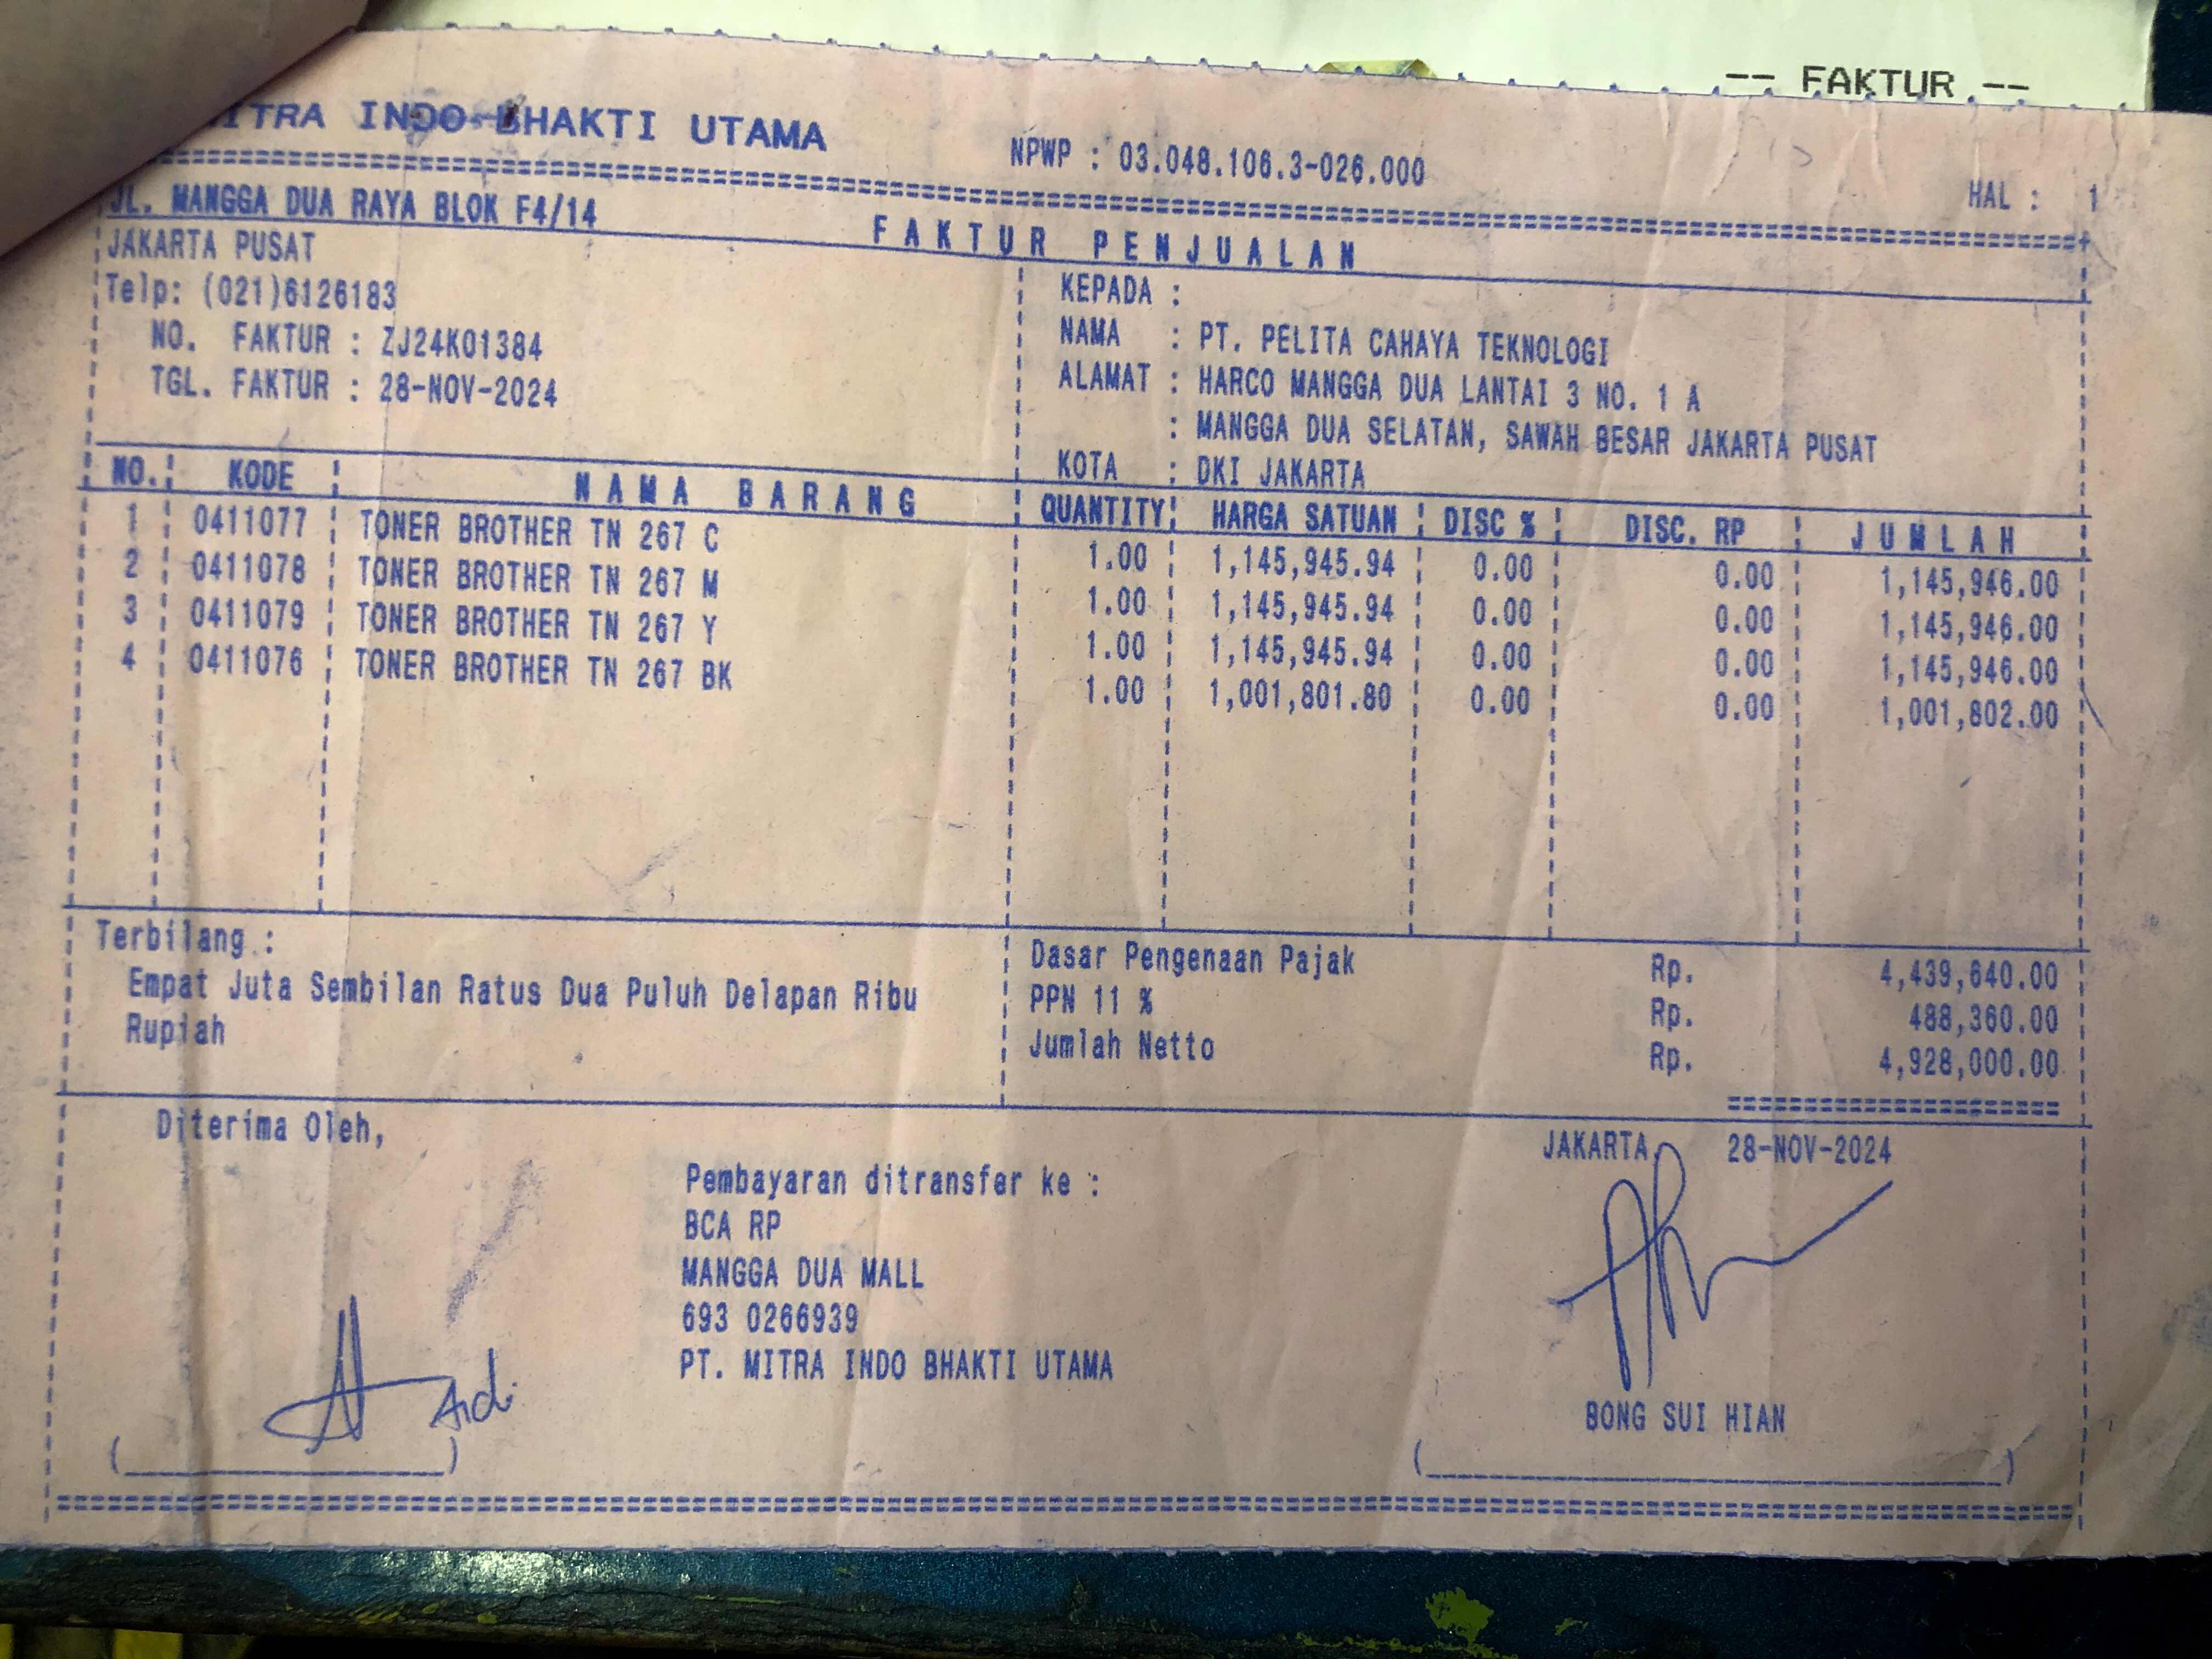 -- FAKTUR --
ITRA INDO BHAKTI UTAMA
NPWP : 03.048.106.3-026.000
HAL : 1
JL. MANGGA DUA RAYA BLOK F4/14
FAKTUR PENJUALAN
JAKARTA PUSAT
Telp: (021)6126183
NO. FAKTUR : ZJ24K01384
TGL. FAKTUR : 28-NOV-2024
KEPADA :
NAMA : PT. PELITA CAHAYA TEKNOLOGI
ALAMAT : HARCO MANGGA DUA LANTAI 3 NO. 1 A
: MANGGA DUA SELATAN, SAWAH BESAR JAKARTA PUSAT
KOTA : DKI JAKARTA
NO. KODE NAMA BARANG QUANTITY HARGA SATUAN DISC % DISC. RP JUMLAH
1 0411077 TONER BROTHER TN 267 C 1.00 1,145,945.94 0.00 0.00 1,145,946.00
2 0411078 TONER BROTHER TN 267 M 1.00 1,145,945.94 0.00 0.00 1,145,946.00
3 0411079 TONER BROTHER TN 267 Y 1.00 1,145,945.94 0.00 0.00 1,145,946.00
4 0411076 TONER BROTHER TN 267 BK 1.00 1,001,801.80 0.00 0.00 1,001,802.00
Terbilang :
Empat Juta Sembilan Ratus Dua Puluh Delapan Ribu
Rupiah
Dasar Pengenaan Pajak Rp. 4,439,640.00
PPN 11 % Rp. 488,360.00
Jumlah Netto Rp. 4,928,000.00
Diterima Oleh,
Pembayaran ditransfer ke :
BCA RP
MANGGA DUA MALL
693 0266939
PT. MITRA INDO BHAKTI UTAMA
JAKARTA, 28-NOV-2024
BONG SUI HIAN